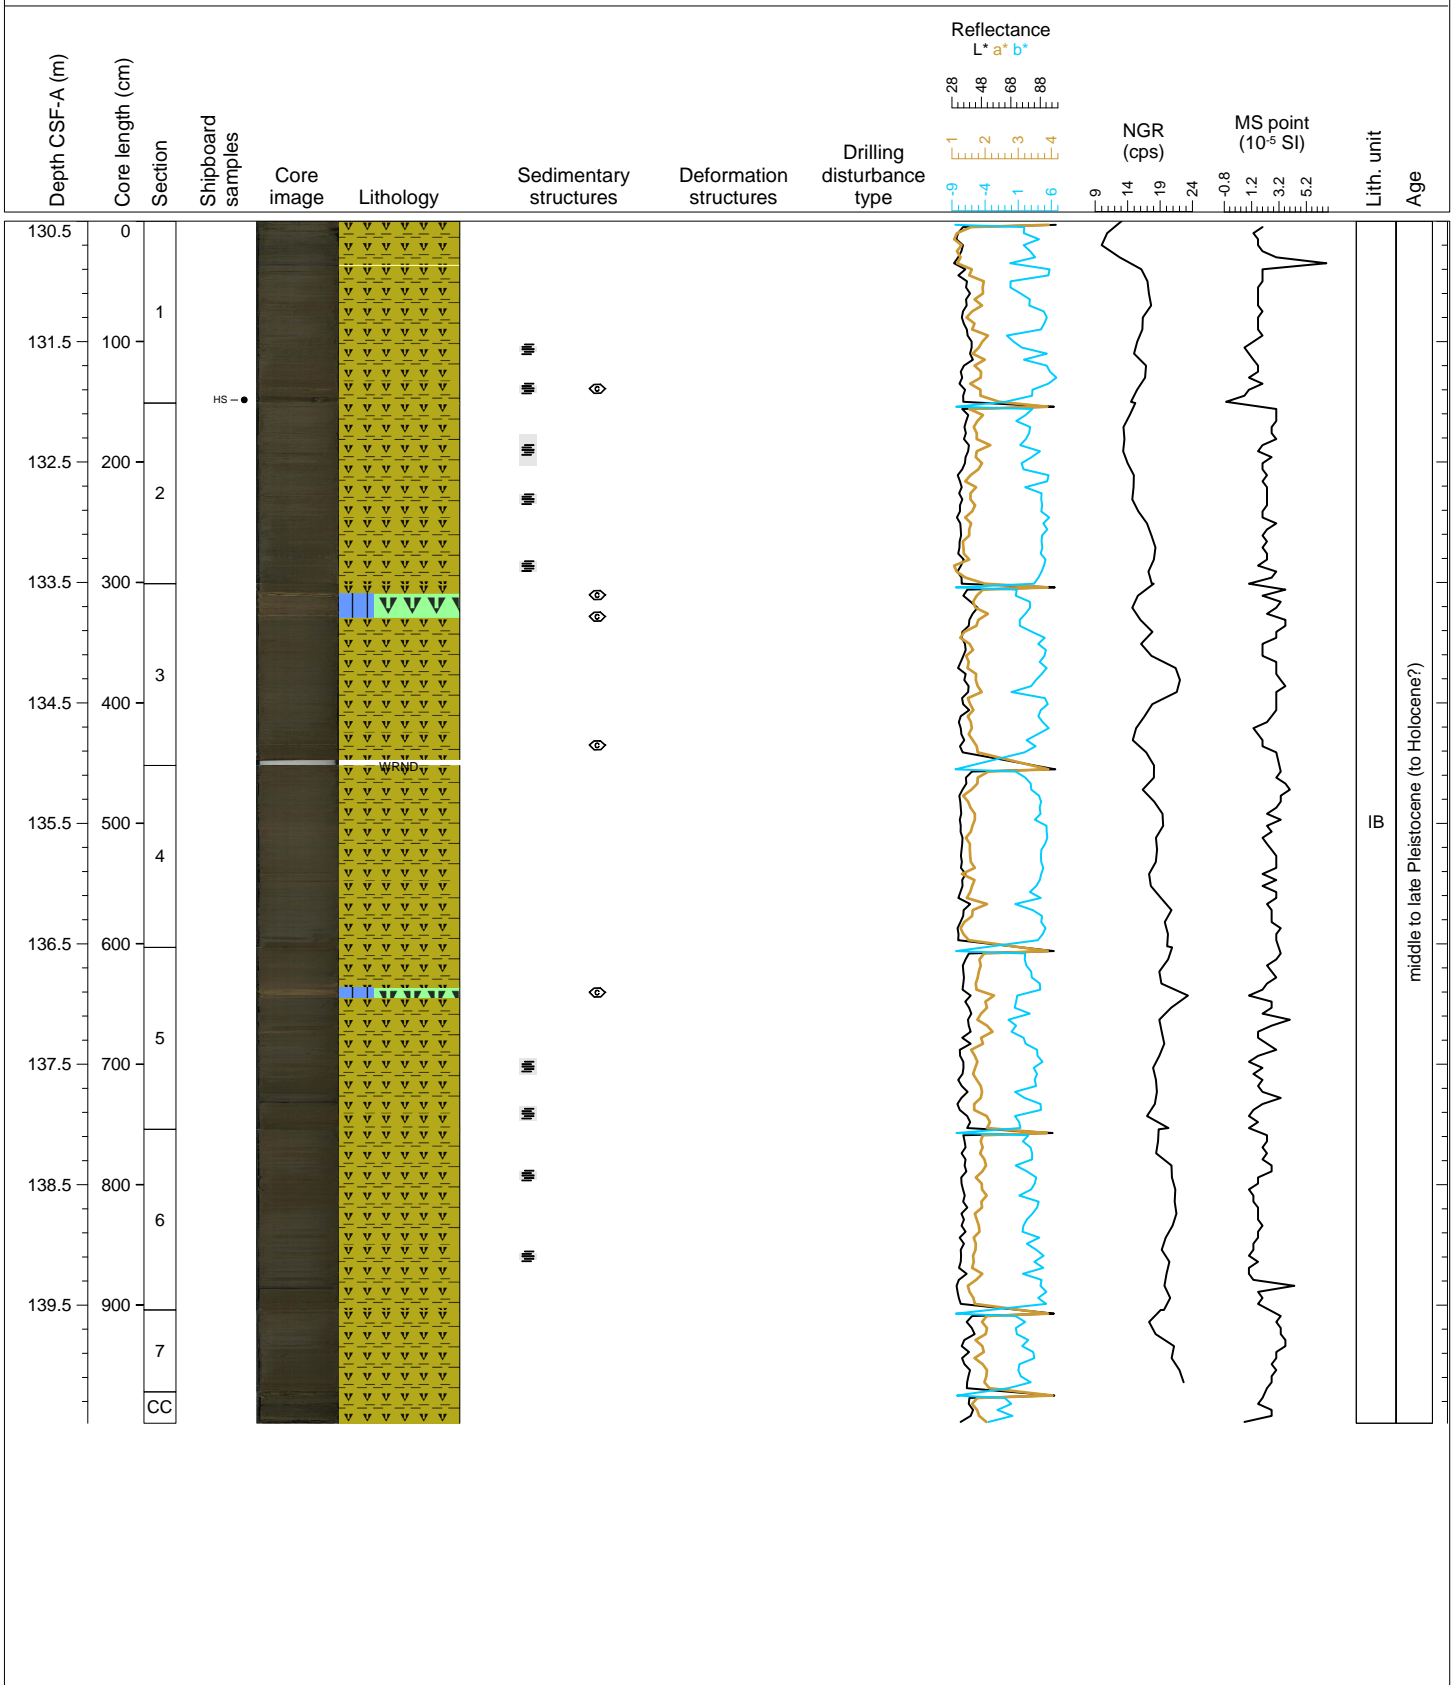 Reflectance
L* a* b*
28 48 68 88
1 2 3 4
-9 -4 1 6
Depth CSF-A (m)
Core length (cm)
Section
Shipboard
samples
Core
image
Lithology
Sedimentary
structures
Deformation
structures
Drilling
disturbance
type
NGR
(cps)
9 14 19 24
MS point
(10-5 SI)
-0.8 1.2 3.2 5.2
Lith. unit
Age
130.5 0
1
131.5 100
c
HS
132.5 200
2
133.5 300
c
c
3
134.5 400
c
WRND
135.5 500
IB
middle to late Pleistocene (to Holocene?)
4
136.5 600
c
5
137.5 700
138.5 800
6
139.5 900
7
CC